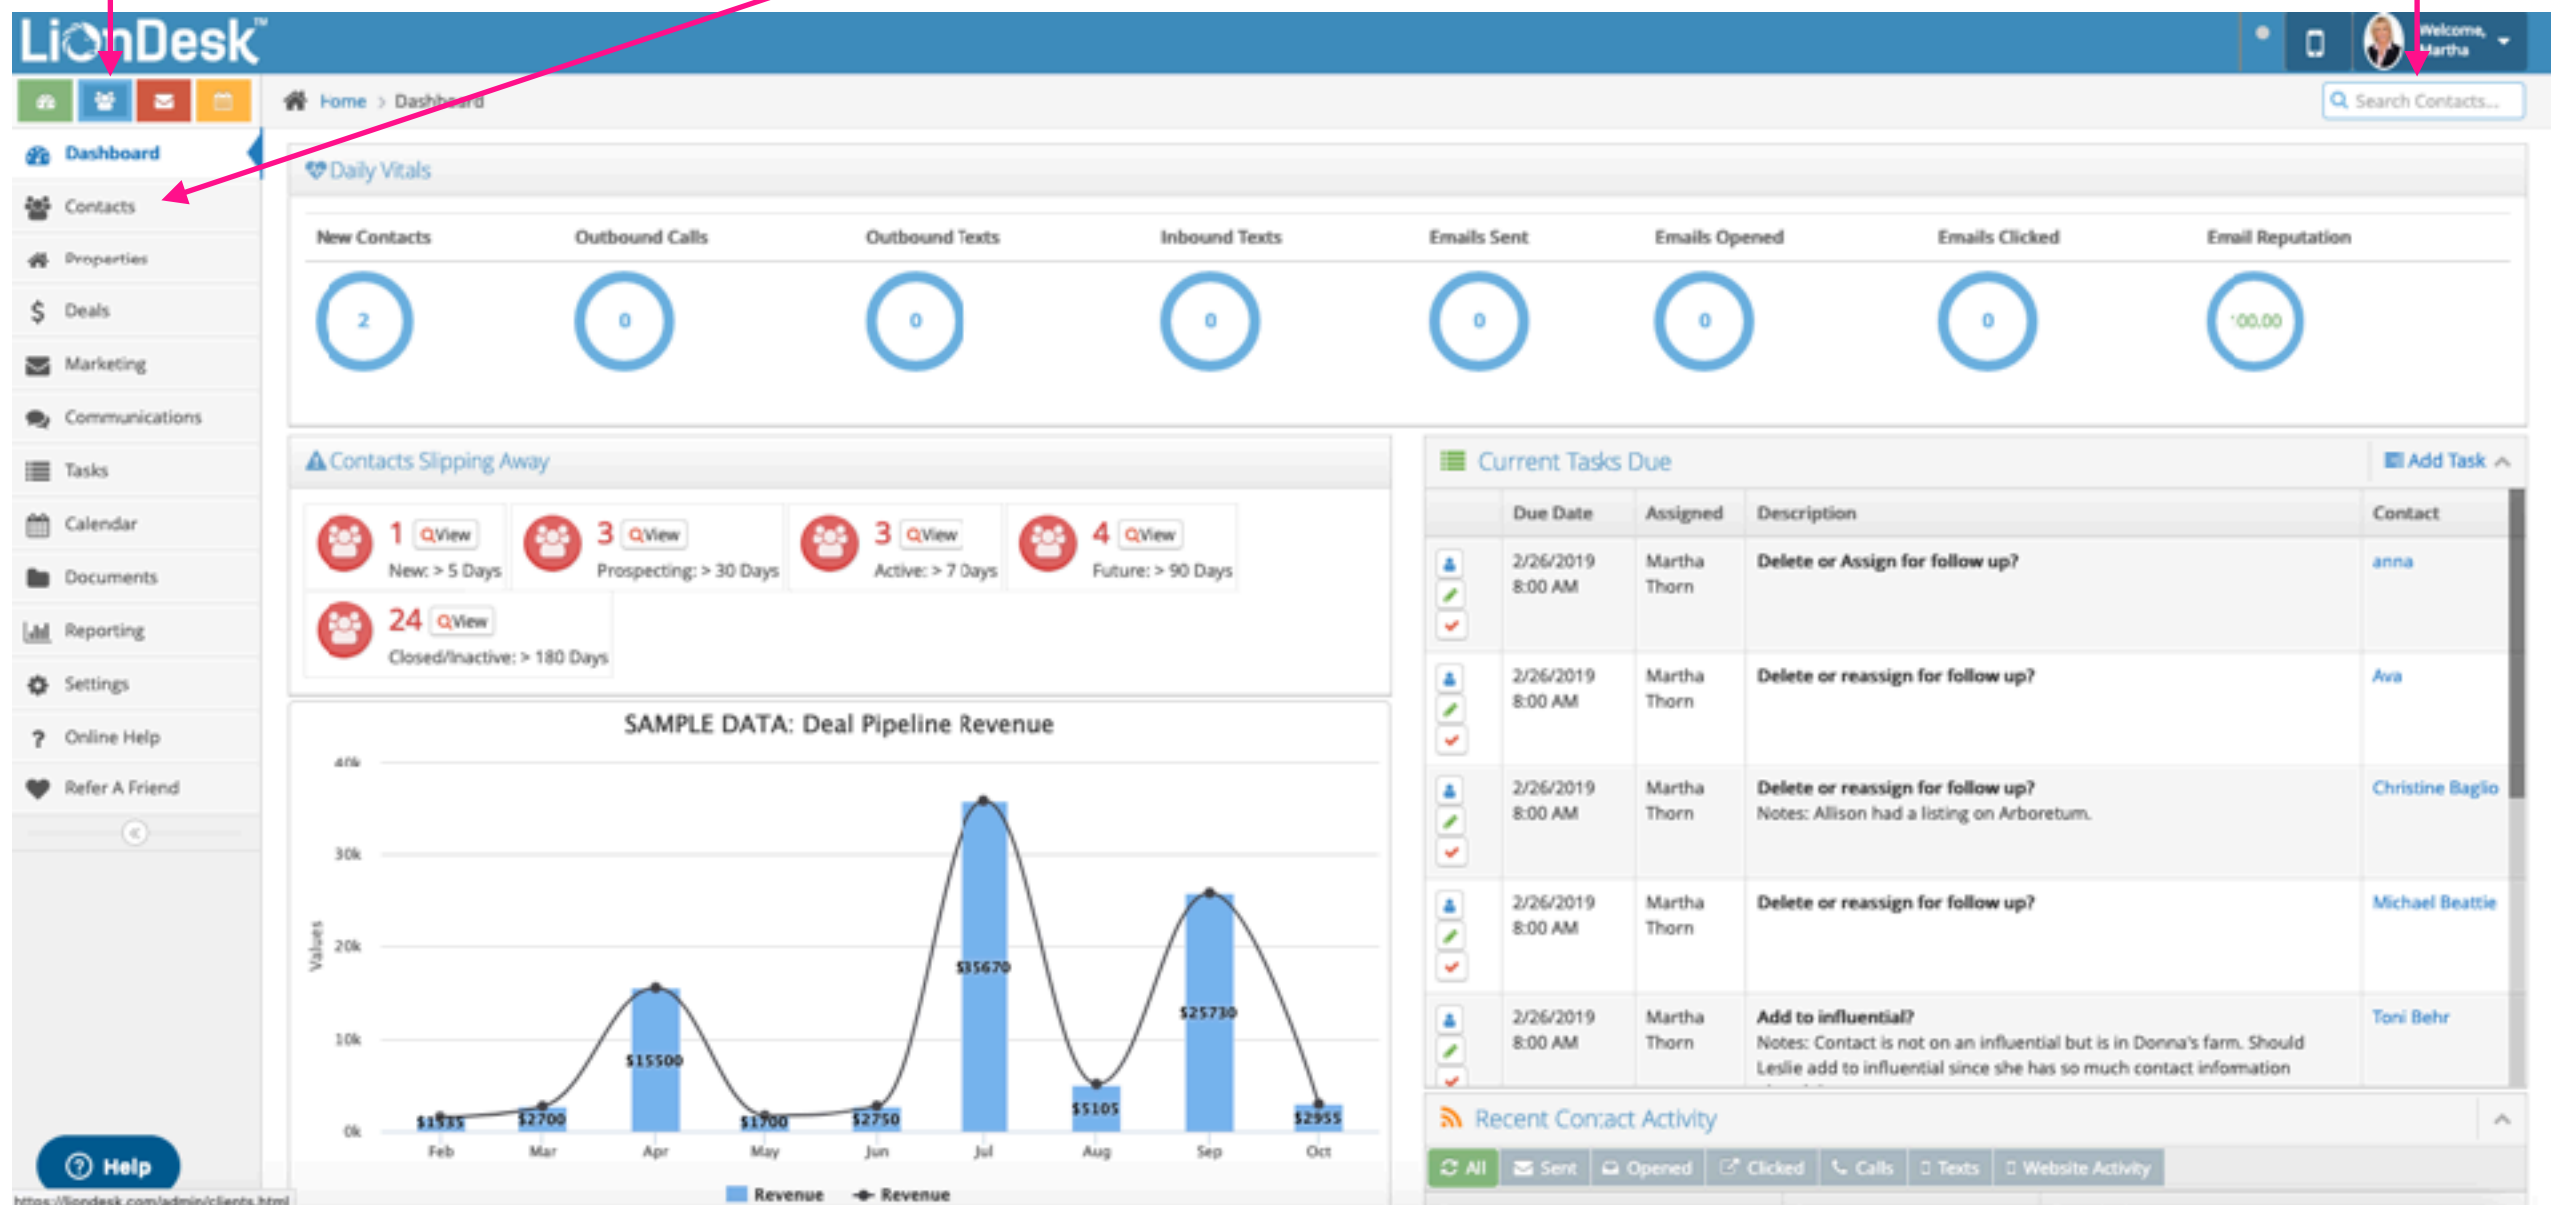 LionDesk™
Welcome,
Martha
Home > Dashboard
Search Contacts...
Dashboard
Contacts
Properties
Deals
Marketing
Communications
Tasks
Calendar
Documents
Reporting
Settings
? Online Help
Refer A Friend
Help
https://liondesk.com/admin/clients.html
Daily Vitals
New Contacts Outbound Calls Outbound Texts Inbound Texts Emails Sent Emails Opened Emails Clicked Email Reputation
2 0 0 0 0 0 0 100.00
Contacts Slipping Away
1 View
New: > 5 Days
3 View
Prospecting: > 30 Days
3 View
Active: > 7 Days
4 View
Future: > 90 Days
24 View
Closed/Inactive: > 180 Days
SAMPLE DATA: Deal Pipeline Revenue
Values
40k
30k
20k
10k
0k
$1535 $2700 $15500 $1700 $2750 $35670 $5105 $25730 $2955
Feb Mar Apr May Jun Jul Aug Sep Oct
Revenue Revenue
Current Tasks Due
Add Task
Due Date Assigned Description Contact
2/26/2019 Martha Delete or Assign for follow up? anna
8:00 AM Thorn
2/26/2019 Martha Delete or reassign for follow up? Ava
8:00 AM Thorn
2/26/2019 Martha Delete or reassign for follow up? Christine Baglio
8:00 AM Thorn Notes: Allison had a listing on Arboretum.
2/26/2019 Martha Delete or reassign for follow up? Michael Beattie
8:00 AM Thorn
2/26/2019 Martha Add to influential? Toni Behr
8:00 AM Thorn Notes: Contact is not on an influential but is in Donna's farm. Should
Leslie add to influential since she has so much contact information
Recent Contact Activity
All Sent Opened Clicked Calls Texts Website Activity